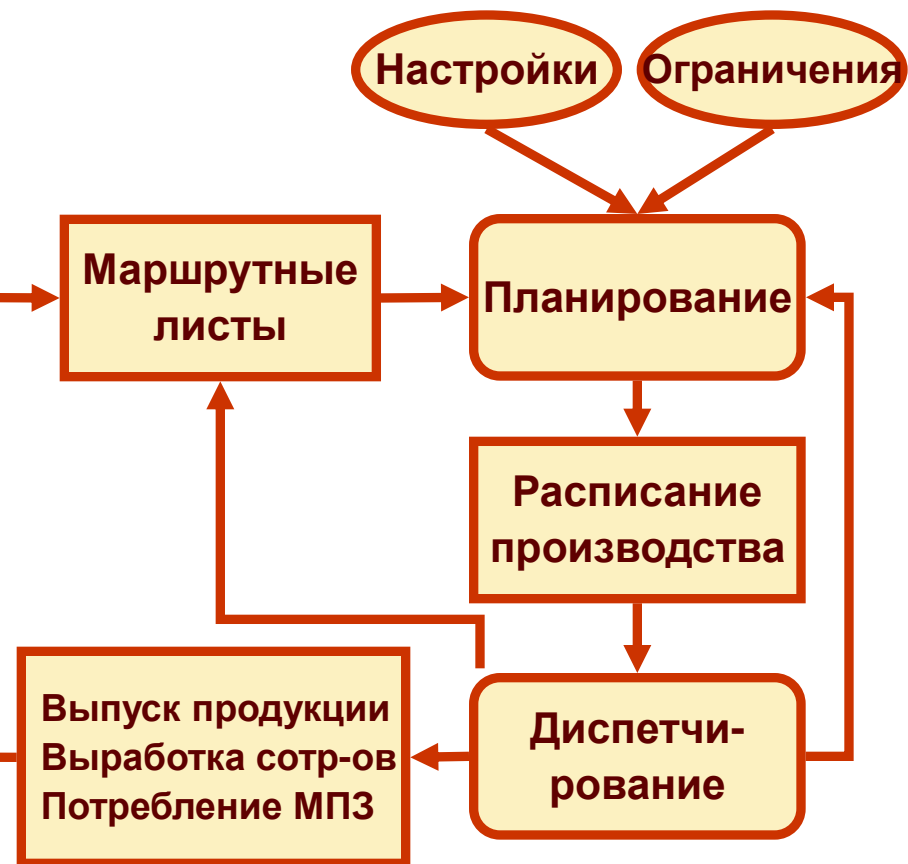 Настройки
Ограничения
Маршрутные
листы
Планирование
Расписание
производства
Выпуск продукции
Выработка сотр-ов
Потребление МПЗ
Диспетчи-
рование